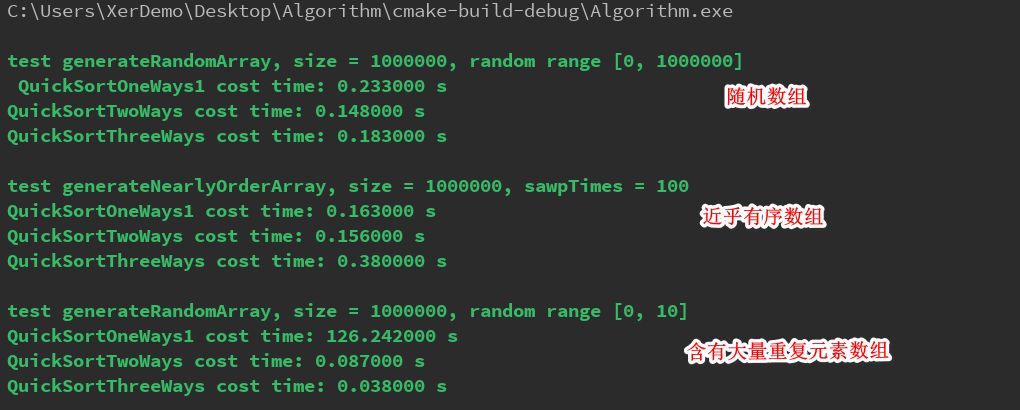 C:\Users\XerDemo\Desktop\Algorithm\cmake-build-debug\Algorithm.exe
test generateRandomArray, size = 1000000, random range [0, 1000000]
QuickSortOneWays1 cost time: 0.233000 s
随机数组
QuickSortTwoWays cost time: 0.148000 s
QuickSortThreeWays cost time: 0.183000 s
test generateNearlyOrderArray, size = 1000000, sawpTimes = 100
QuickSortOneWays1 cost time: 0.163000 s
近乎有序数组
QuickSortTwoWays cost time: 0.156000 s
QuickSortThreeWays cost time: 0.380000 s
test generateRandomArray, size = 1000000, random range [0, 10]
QuickSortOneWays1 cost time: 126.242000 s
含有大量重复元素数组
QuickSortTwoWays cost time: 0.087000 s
QuickSortThreeWays cost time: 0.038000 s